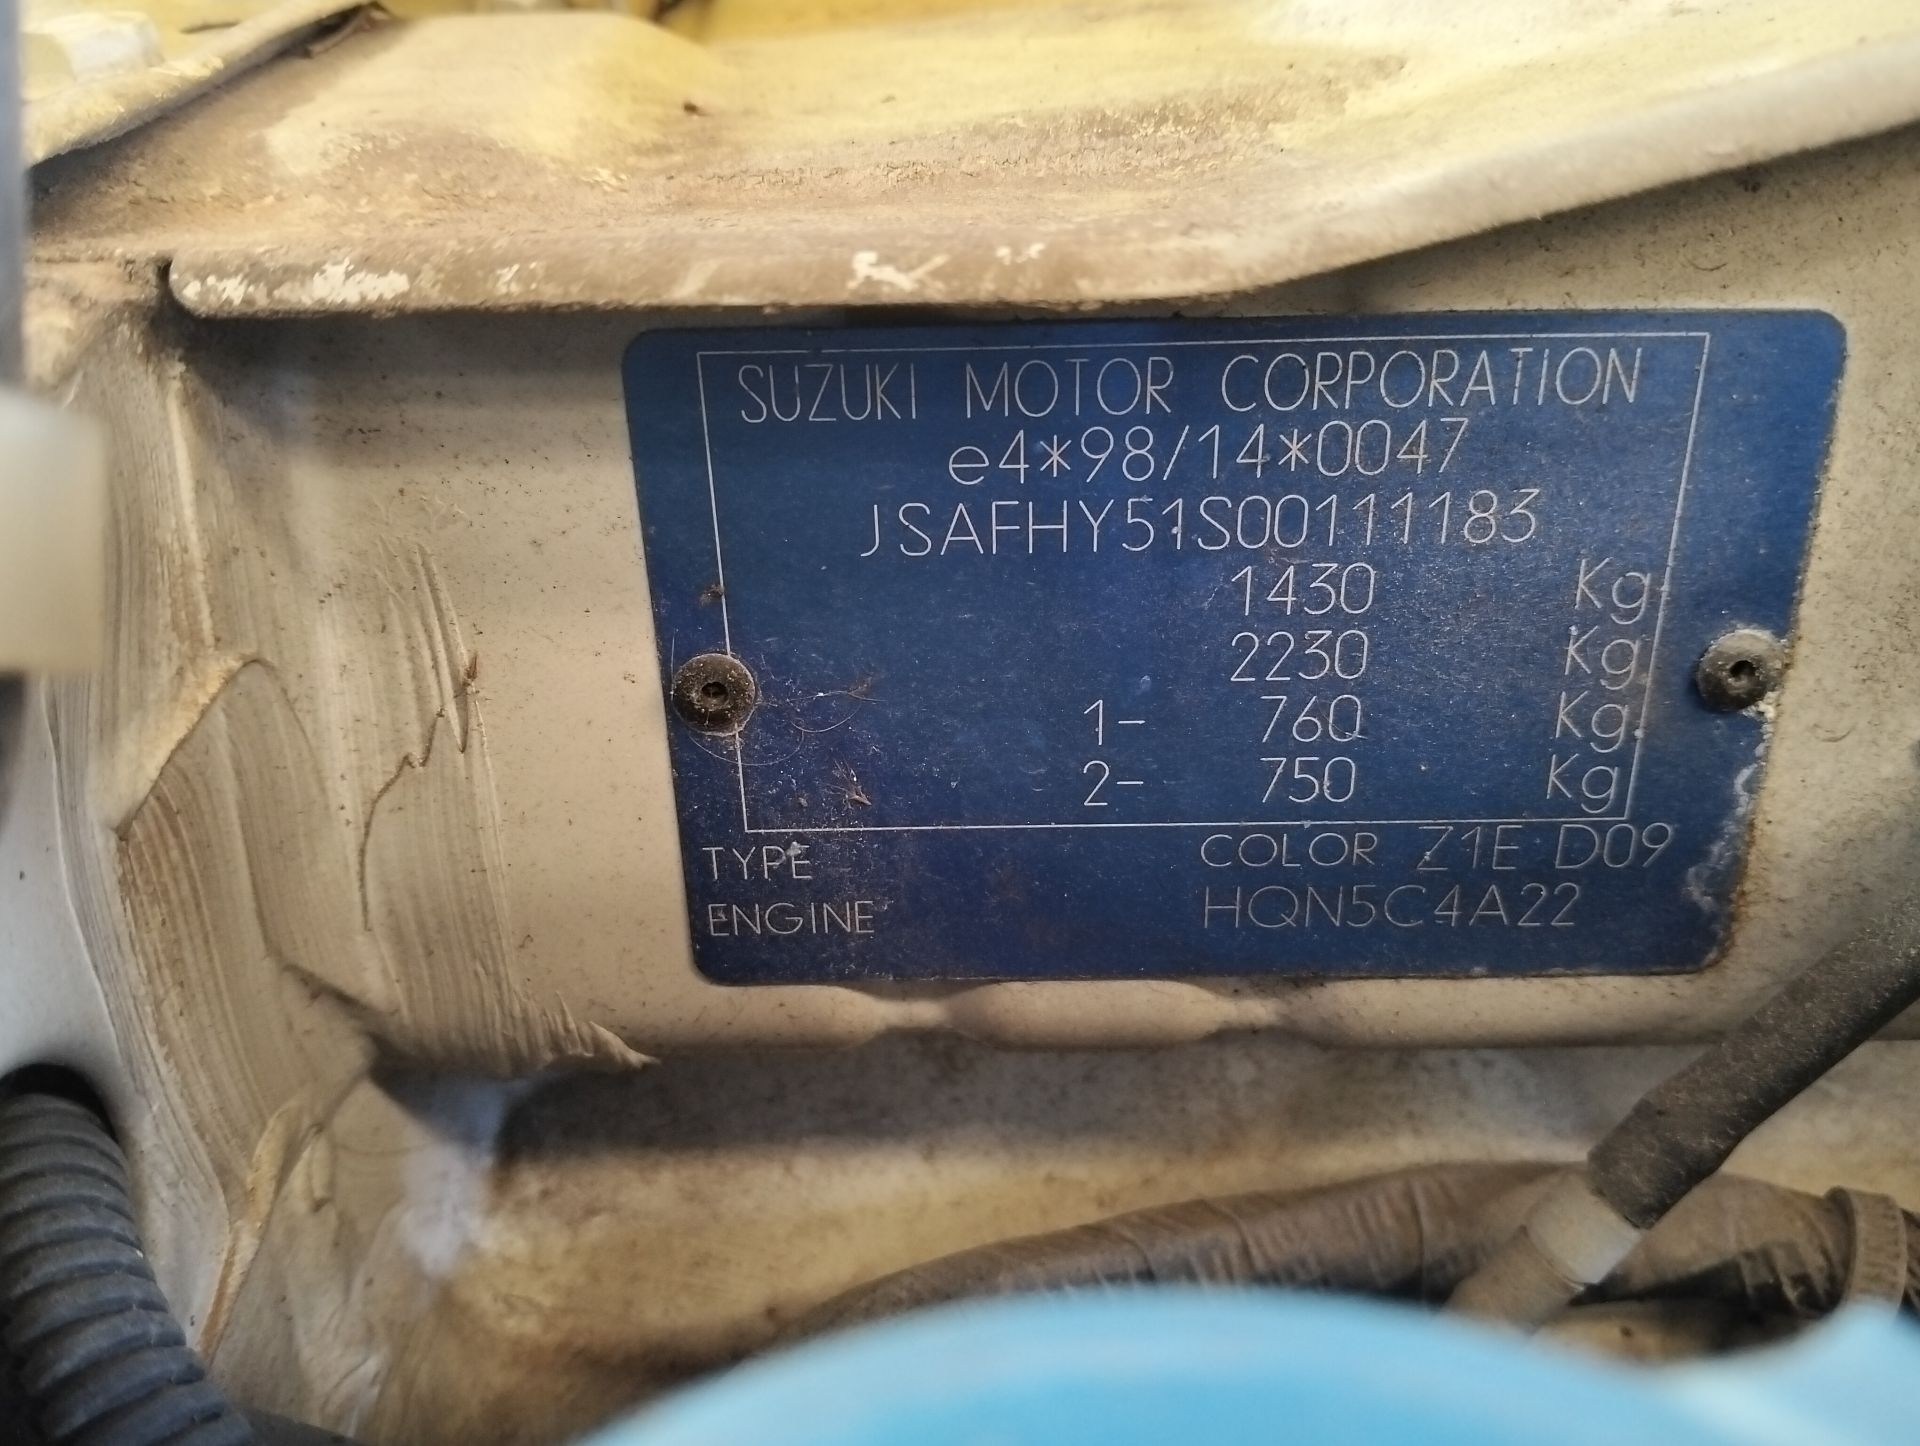 SUZUKI MOTOR CORPORATION
e4*98/14*0047
JSAFHY51S00111183
1430 Kg
2230 Kg
1- 760 Kg
2- 750 Kg
TYPE COLOR Z1E D09
ENGINE HQN5C4A22